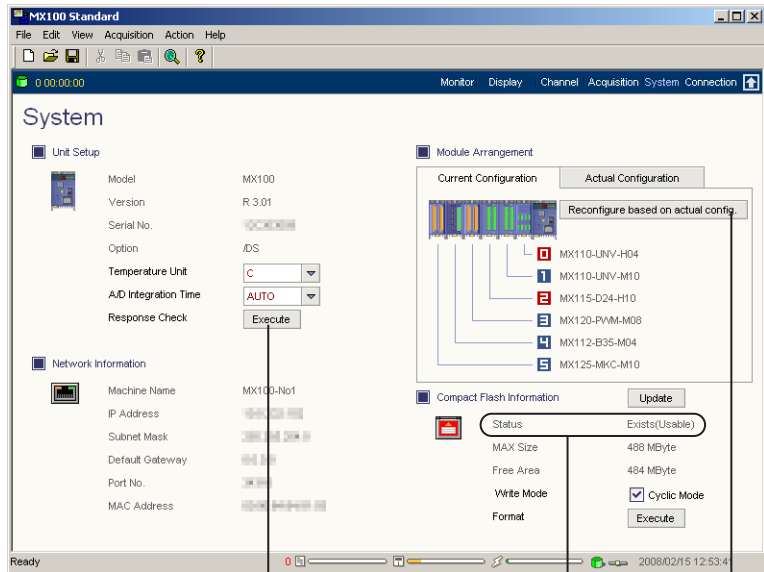 MX100 Standard
File Edit View Acquisition Action Help
0 00:00:00
Monitor Display Channel Acquisition System Connection
System
Unit Setup
Model MX100
Version R 3.01
Serial No.
Option /DS
Temperature Unit C
A/D Integration Time AUTO
Response Check Execute
Network Information
Machine Name MX100-No1
IP Address
Subnet Mask
Default Gateway
Port No.
MAC Address
Module Arrangement
Current Configuration Actual Configuration
Reconfigure based on actual config.
0 MX110-UNV-H04
1 MX110-UNV-M10
2 MX115-D24-H10
3 MX120-PWM-M08
4 MX112-B35-M04
5 MX125-MKC-M10
Compact Flash Information Update
Status Exists(Usable)
MAX Size 488 MByte
Free Area 484 MByte
Write Mode Cyclic Mode
Format Execute
Ready 0 2008/02/15 12:53:4